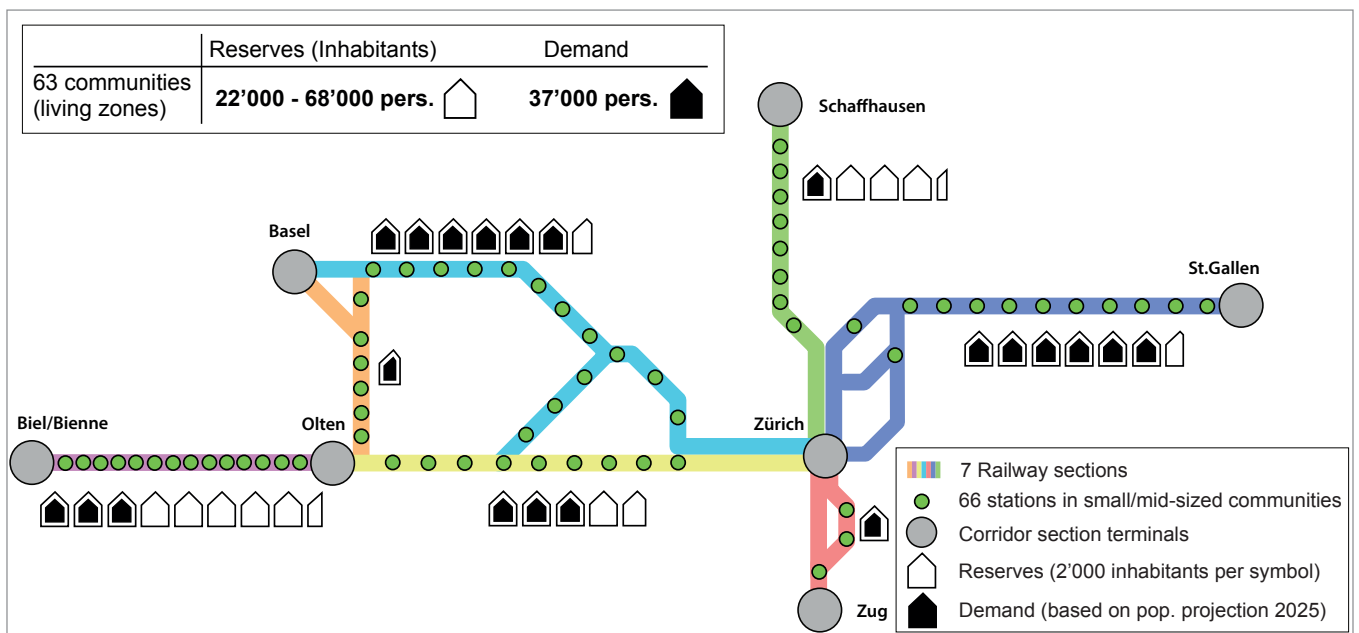 Reserves (Inhabitants) Demand
63 communities
(living zones)
22’000 - 68’000 pers. 37’000 pers.
Schaffhausen
Basel
St.Gallen
Biel/Bienne
Olten
Zürich
Zug
7 Railway sections
66 stations in small/mid-sized communities
Corridor section terminals
Reserves (2’000 inhabitants per symbol)
Demand (based on pop. projection 2025)